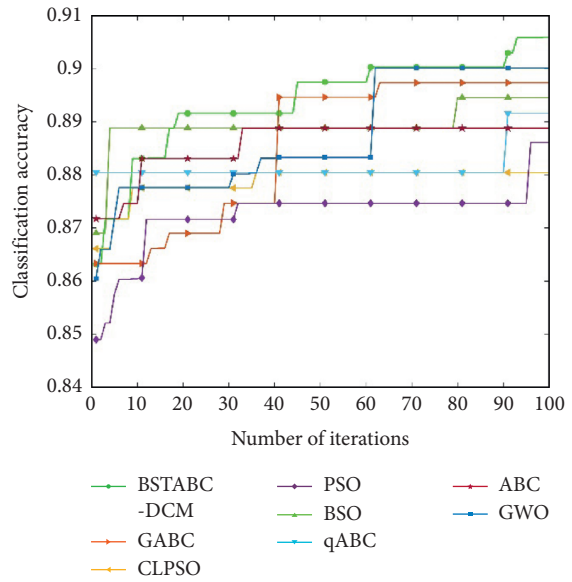 0.91
0.9
0.89
0.88
0.87
0.86
0.85
0.84
Classification accuracy
0 10 20 30 40 50 60 70 80 90 100
Number of iterations
BSTABC
-DCM
GABC
CLPSO
PSO
BSO
qABC
ABC
GWO